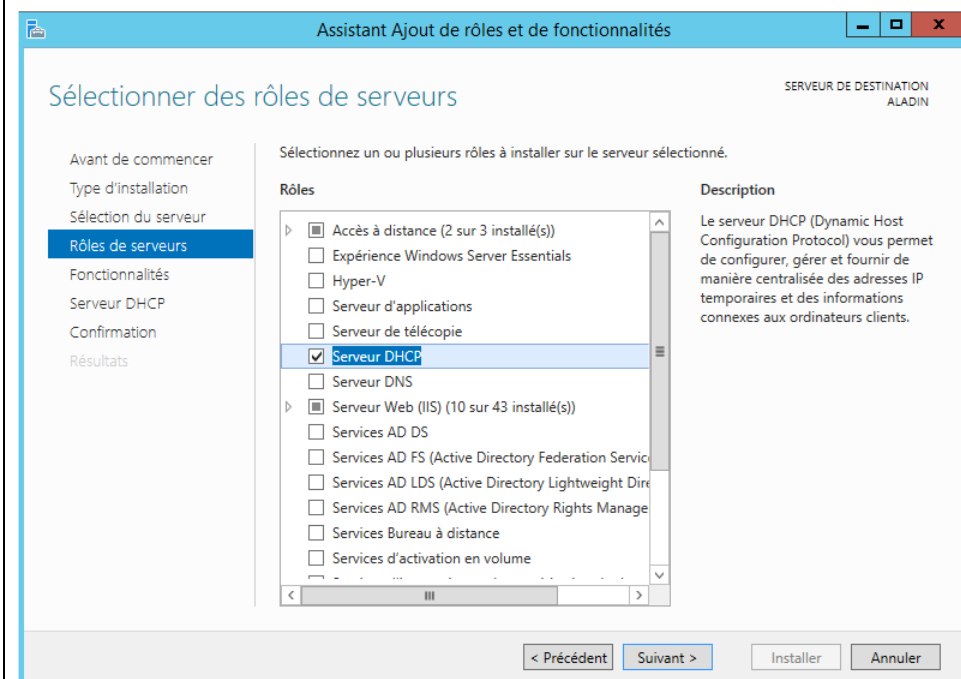 Assistant Ajout de rôles et de fonctionnalités
Sélectionner des rôles de serveurs
SERVEUR DE DESTINATION
ALADIN
Avant de commencer
Type d'installation
Sélection du serveur
Rôles de serveurs
Fonctionnalités
Serveur DHCP
Confirmation
Résultats
Sélectionnez un ou plusieurs rôles à installer sur le serveur sélectionné.
Rôles
Accès à distance (2 sur 3 installé(s))
Expérience Windows Server Essentials
Hyper-V
Serveur d'applications
Serveur de télécopie
Serveur DHCP
Serveur DNS
Serveur Web (IIS) (10 sur 43 installé(s))
Services AD DS
Services AD FS (Active Directory Federation Servic
Services AD LDS (Active Directory Lightweight Dire
Services AD RMS (Active Directory Rights Manage
Services Bureau à distance
Services d’activation en volume
Description
Le serveur DHCP (Dynamic Host
Configuration Protocol) vous permet
de configurer, gérer et fournir de
manière centralisée des adresses IP
temporaires et des informations
connexes aux ordinateurs clients.
< Précédent
Suivant >
Installer
Annuler